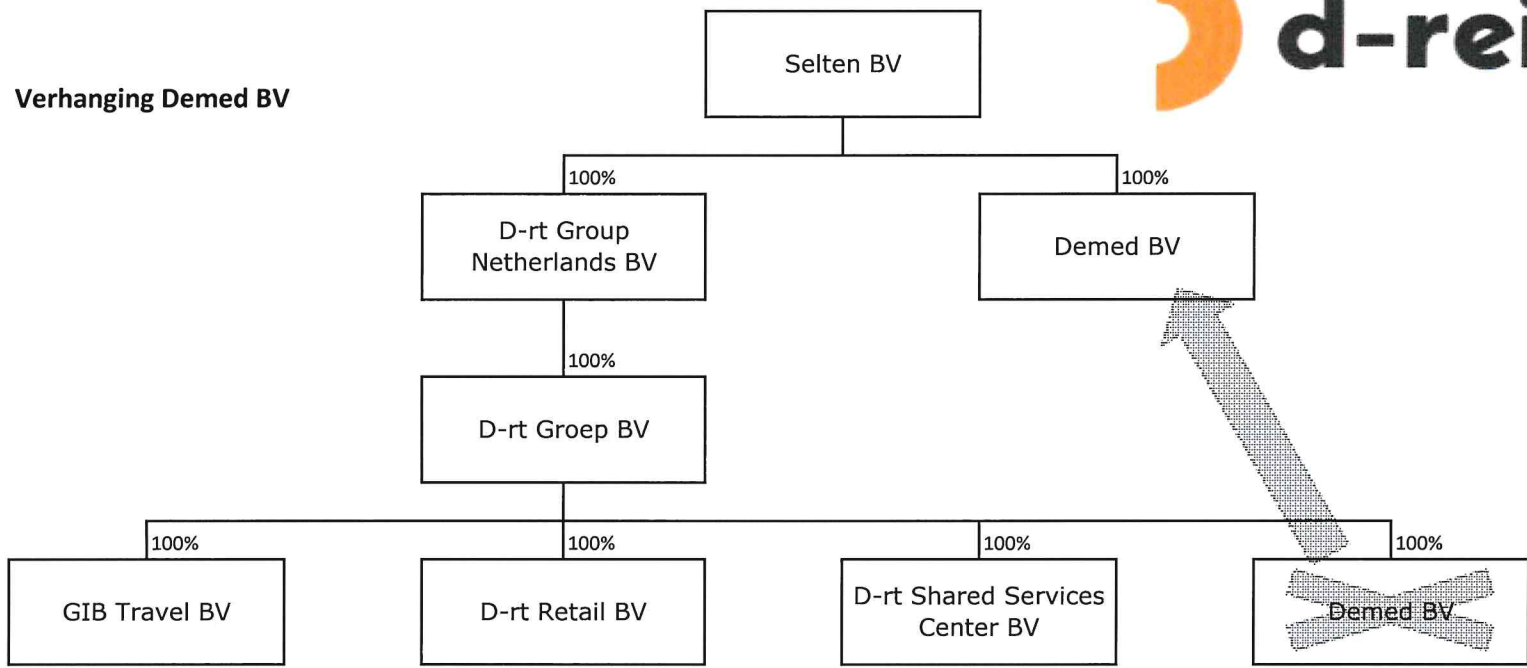 d-rei
Selten BV
Verhanging Demed BV
100%
100%
D-rt Group
Netherlands BV
Demed BV
100%
D-rt Groep BV
100%
100%
100%
100%
GIB Travel BV
D-rt Retail BV
D-rt Shared Services
Center BV
Demed BV